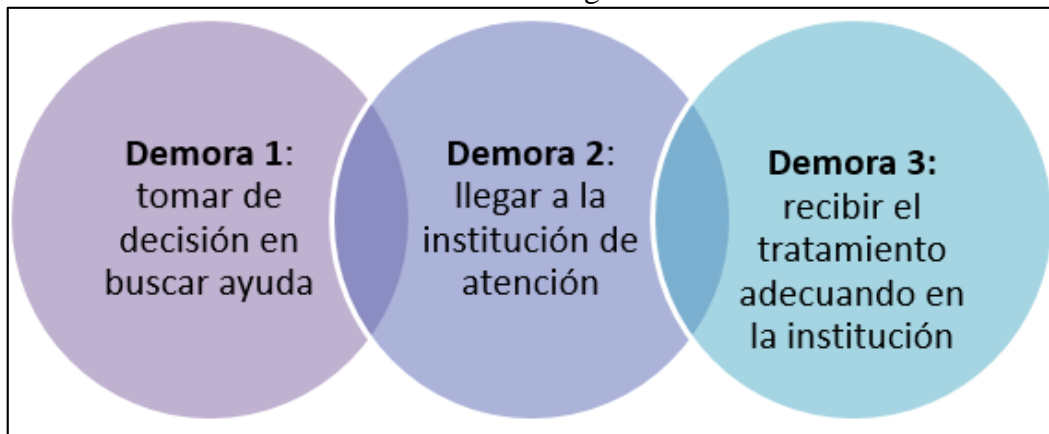 Demora 1:
tomar de
decisión en
buscar ayuda
Demora 2:
llegar a la
institución de
atención
Demora 3:
recibir el
tratamiento
adecuando en
la institución